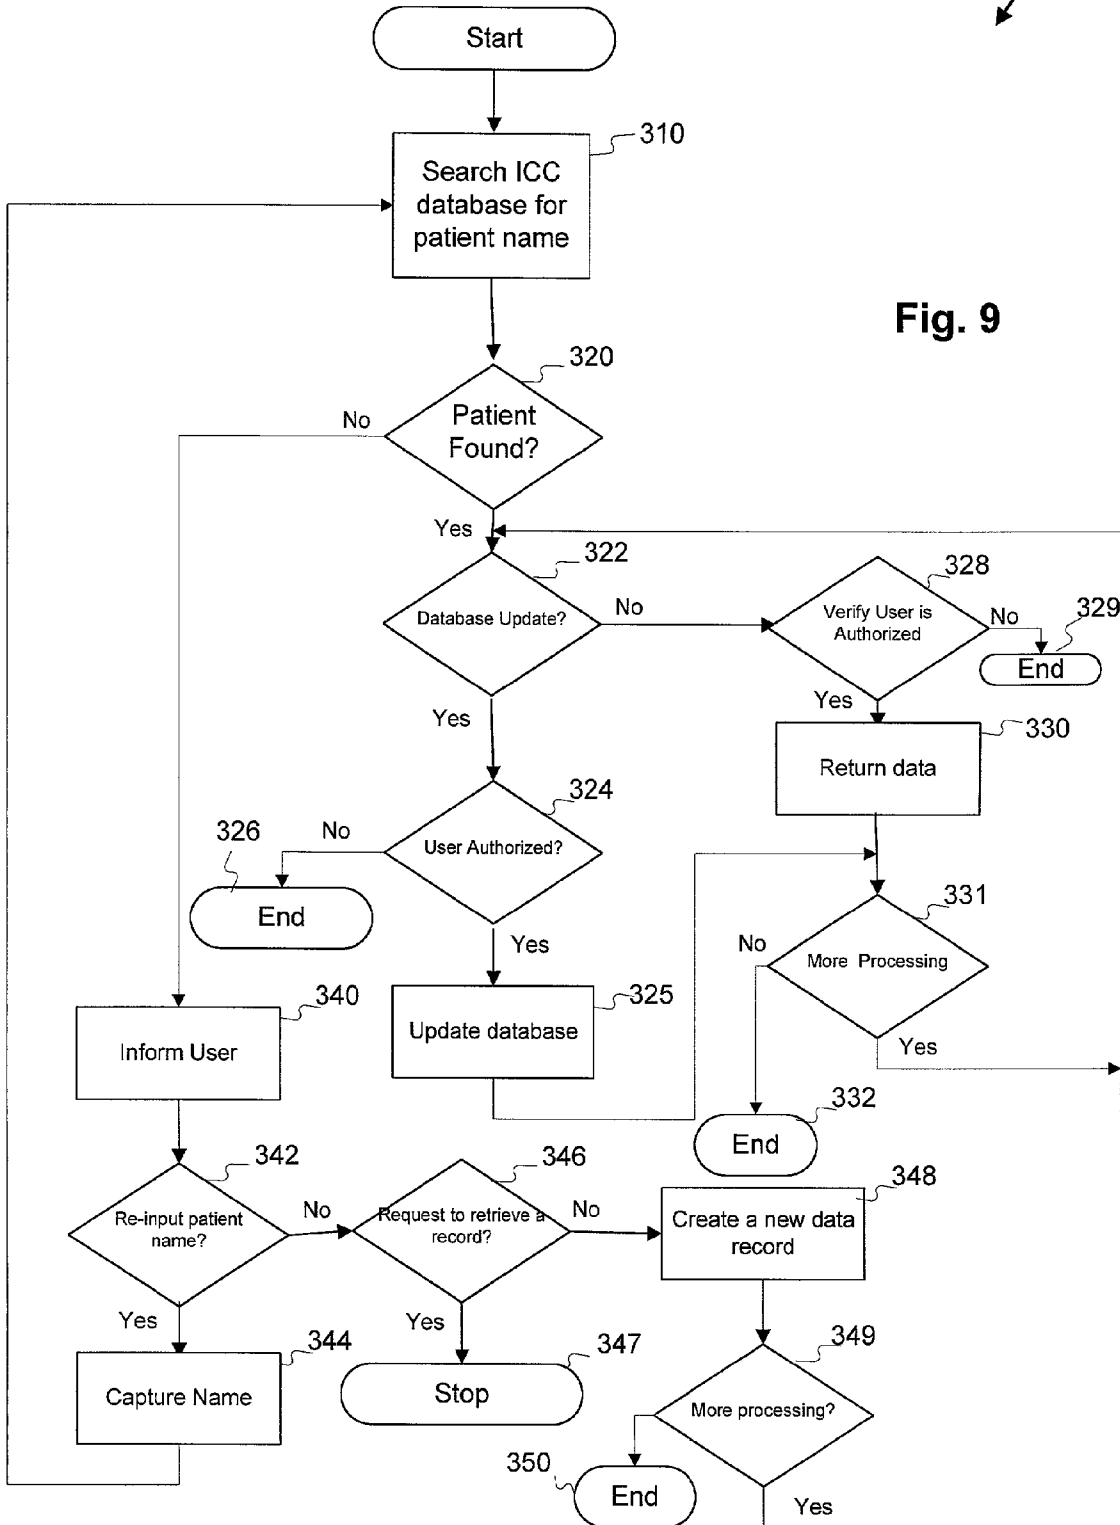 Start
310
Search ICC
database for
patient name
Fig. 9
320
No
Patient
Found?
Yes
322
328
Database Update?
No
Verify User is
Authorized
No
329
End
Yes
Yes
330
Return data
324
326
No
User Authorized?
End
331
Yes
No
More Processing
340
325
Inform User
Update database
Yes
332
End
342
346
348
Re-input patient
name?
No
Request to retrieve a
record?
No
Create a new data
record
Yes
Yes
344
347
349
Capture Name
Stop
More processing?
350
End
Yes